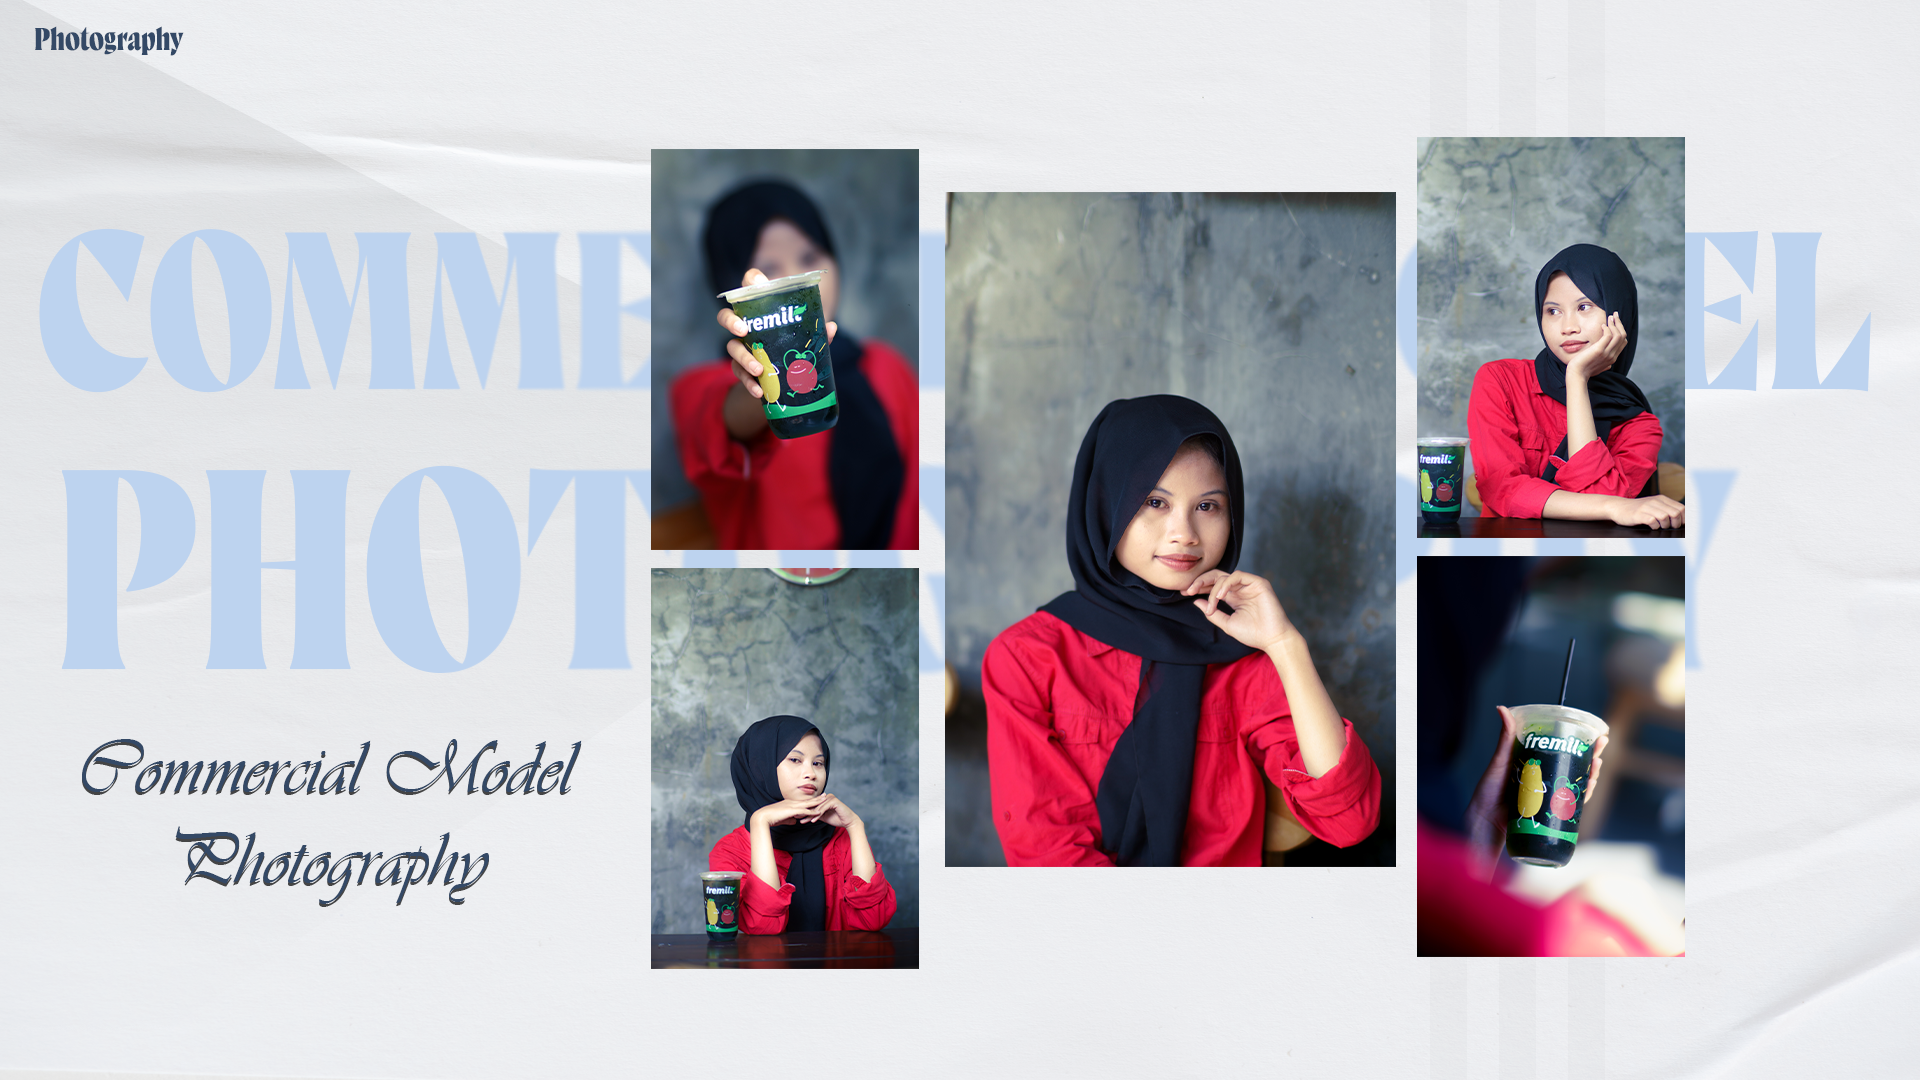 Photography
COMME EL
PHOT Y
Commercial Model
Photography
fremilt
fremilt
fremilt
fremilt